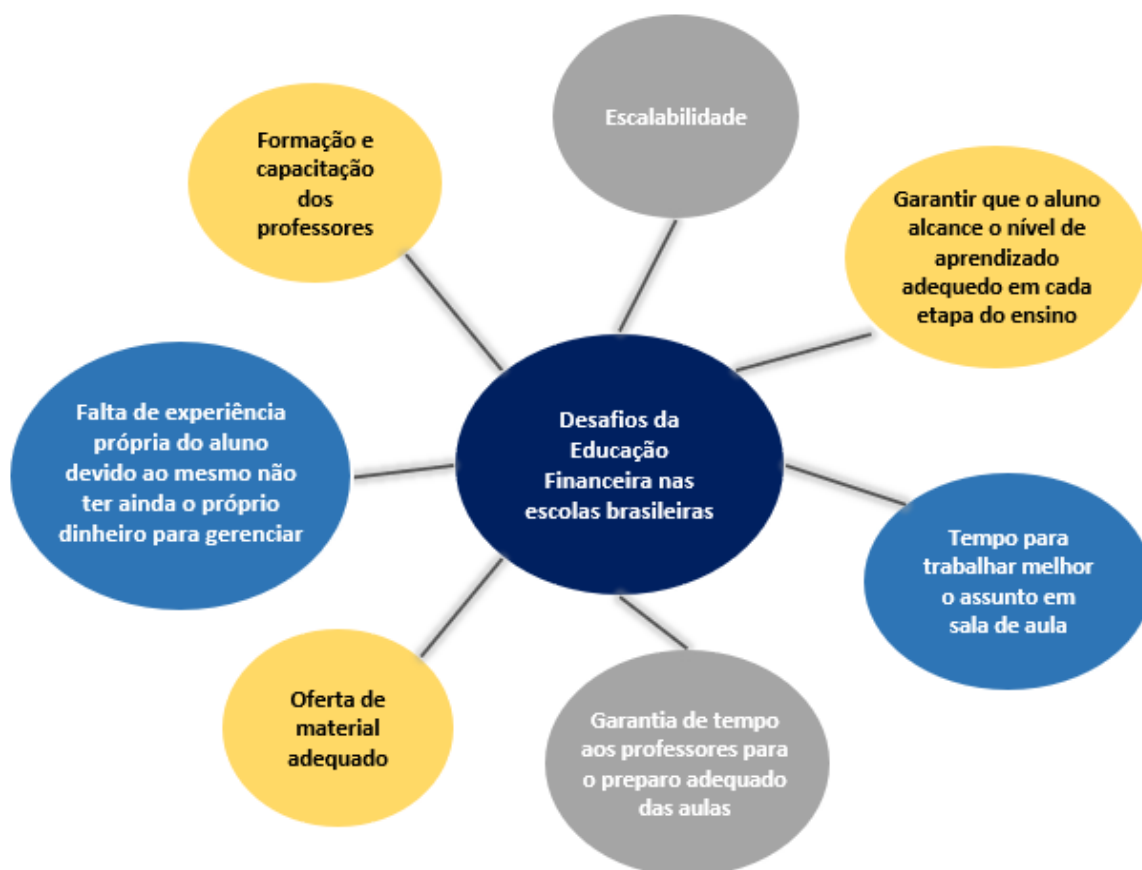 Escalabilidade
Formação e
capacitação
dos
professores
Garantir que o aluno
alcance o nível de
aprendizado
adequedo em cada
etapa do ensino
Desafios da
Educação
Financeira nas
escolas brasileiras
Falta de experiência
própria do aluno
devido ao mesmo não
ter ainda o próprio
dinheiro para gerenciar
Tempo para
trabalhar melhor
o assunto em
sala de aula
Oferta de
material
adequado
Garantia de tempo
aos professores para
o preparo adequado
das aulas